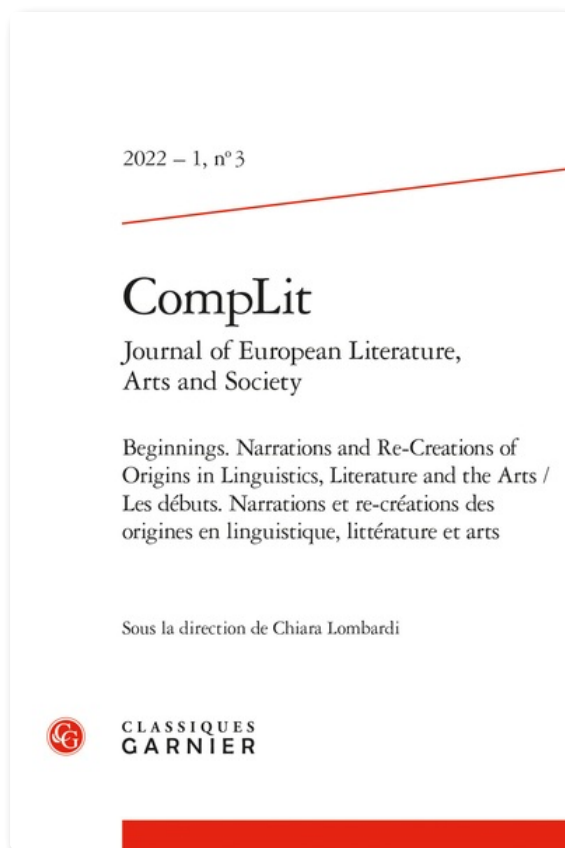 2022 – 1, nº 3
CompLit
Journal of European Literature,
Arts and Society
Beginnings. Narrations and Re-Creations of
Origins in Linguistics, Literature and the Arts /
Les débuts. Narrations et re-créations des
origines en linguistique, littérature et arts
Sous la direction de Chiara Lombardi
CG
CLASSIQUES
GARNIER